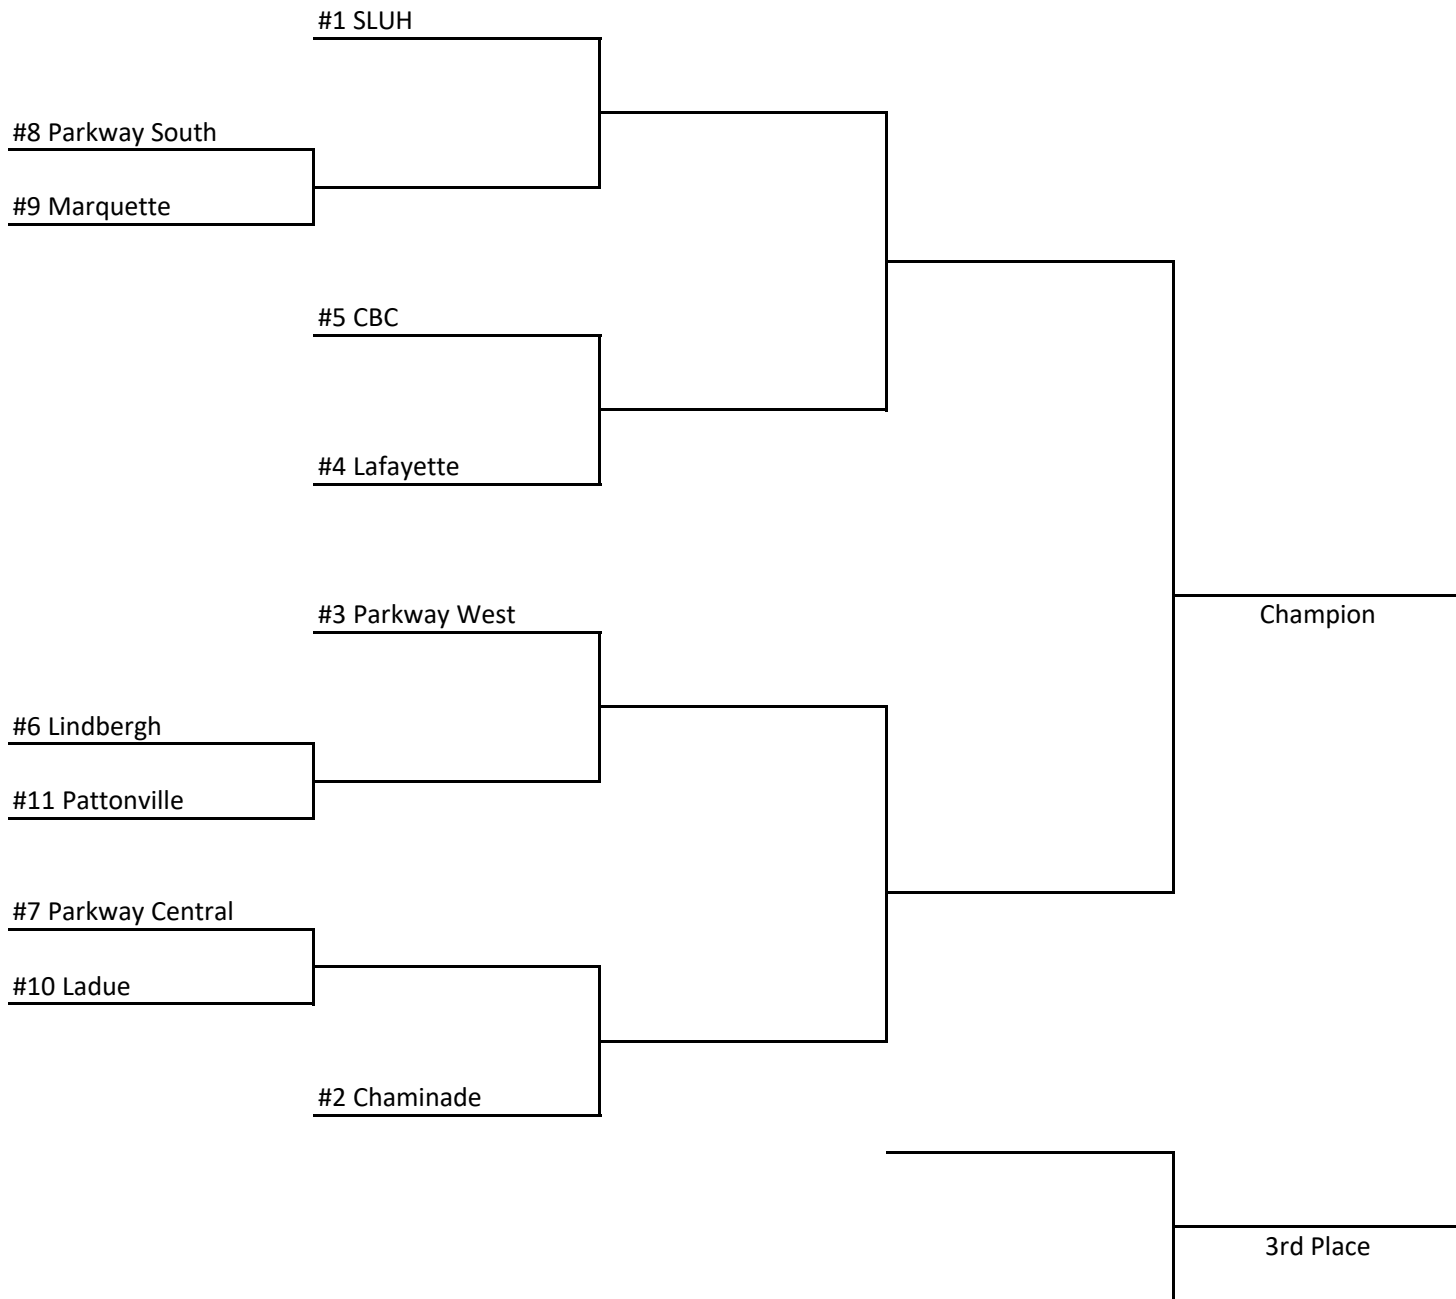 #1 SLUH
#8 Parkway South
#9 Marquette
#5 CBC
#4 Lafayette
#3 Parkway West
Champion
#6 Lindbergh
#11 Pattonville
#7 Parkway Central
#10 Ladue
#2 Chaminade
3rd Place